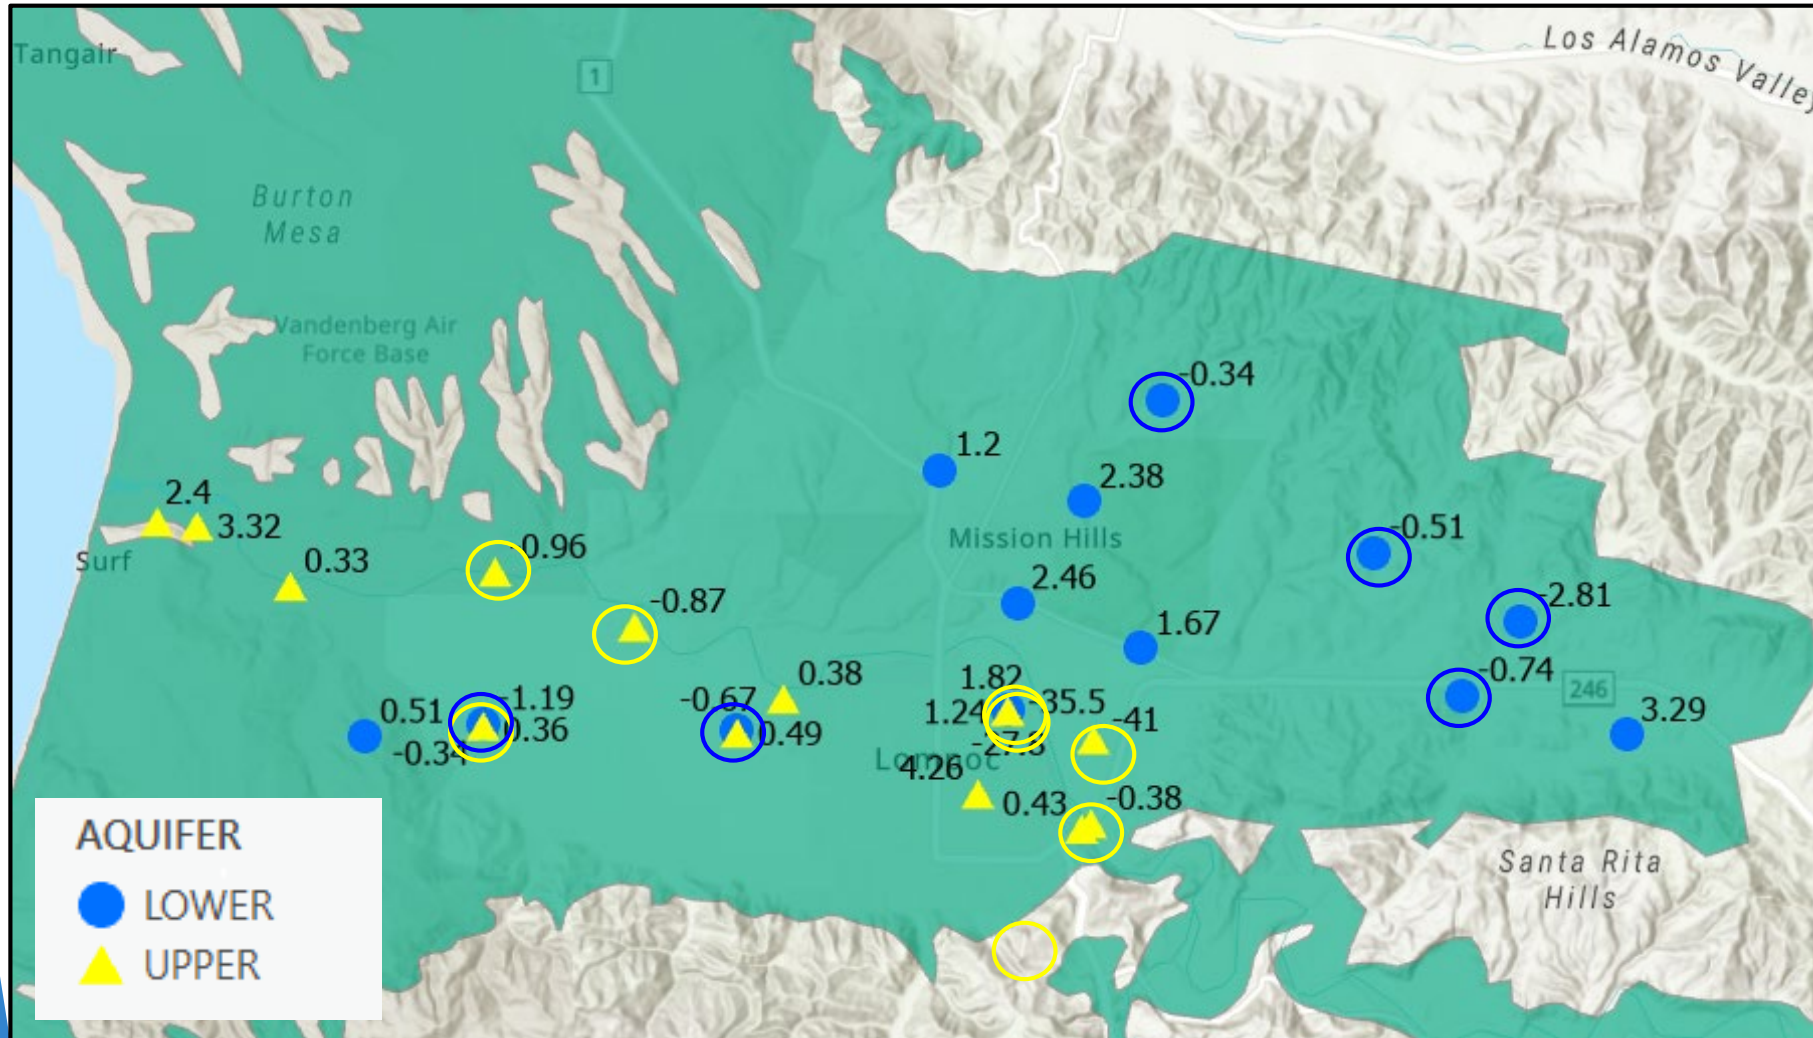 Los Alamos Valley
Tangair
1
Burton
Mesa
Vandenberg Air
Force Base
-0.34
1.2
2.38
2.4
3.32
Surf
0.33
-0.96
Mission Hills
-0.51
2.46
-0.87
-2.81
1.67
0.38
-0.74
246
1.82
-35.5
0.51
-1.19
-0.67
1.24
-41
3.29
0.36
0.49
-0.34
-27.8
Lompoc
4.26
0.43
-0.38
AQUIFER
LOWER
UPPER
Santa Rita
Hills